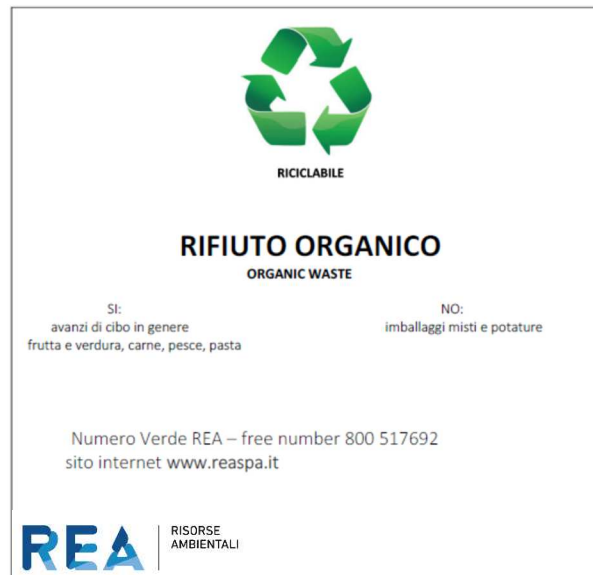 RICICLABILE
RIFIUTO ORGANICO
ORGANIC WASTE
SI:
avanzi di cibo in genere
frutta e verdura, carne, pesce, pasta
NO:
imballaggi misti e potature
Numero Verde REA – free number 800 517692
sito internet www.reaspa.it
REA
RISORSE
AMBIENTALI